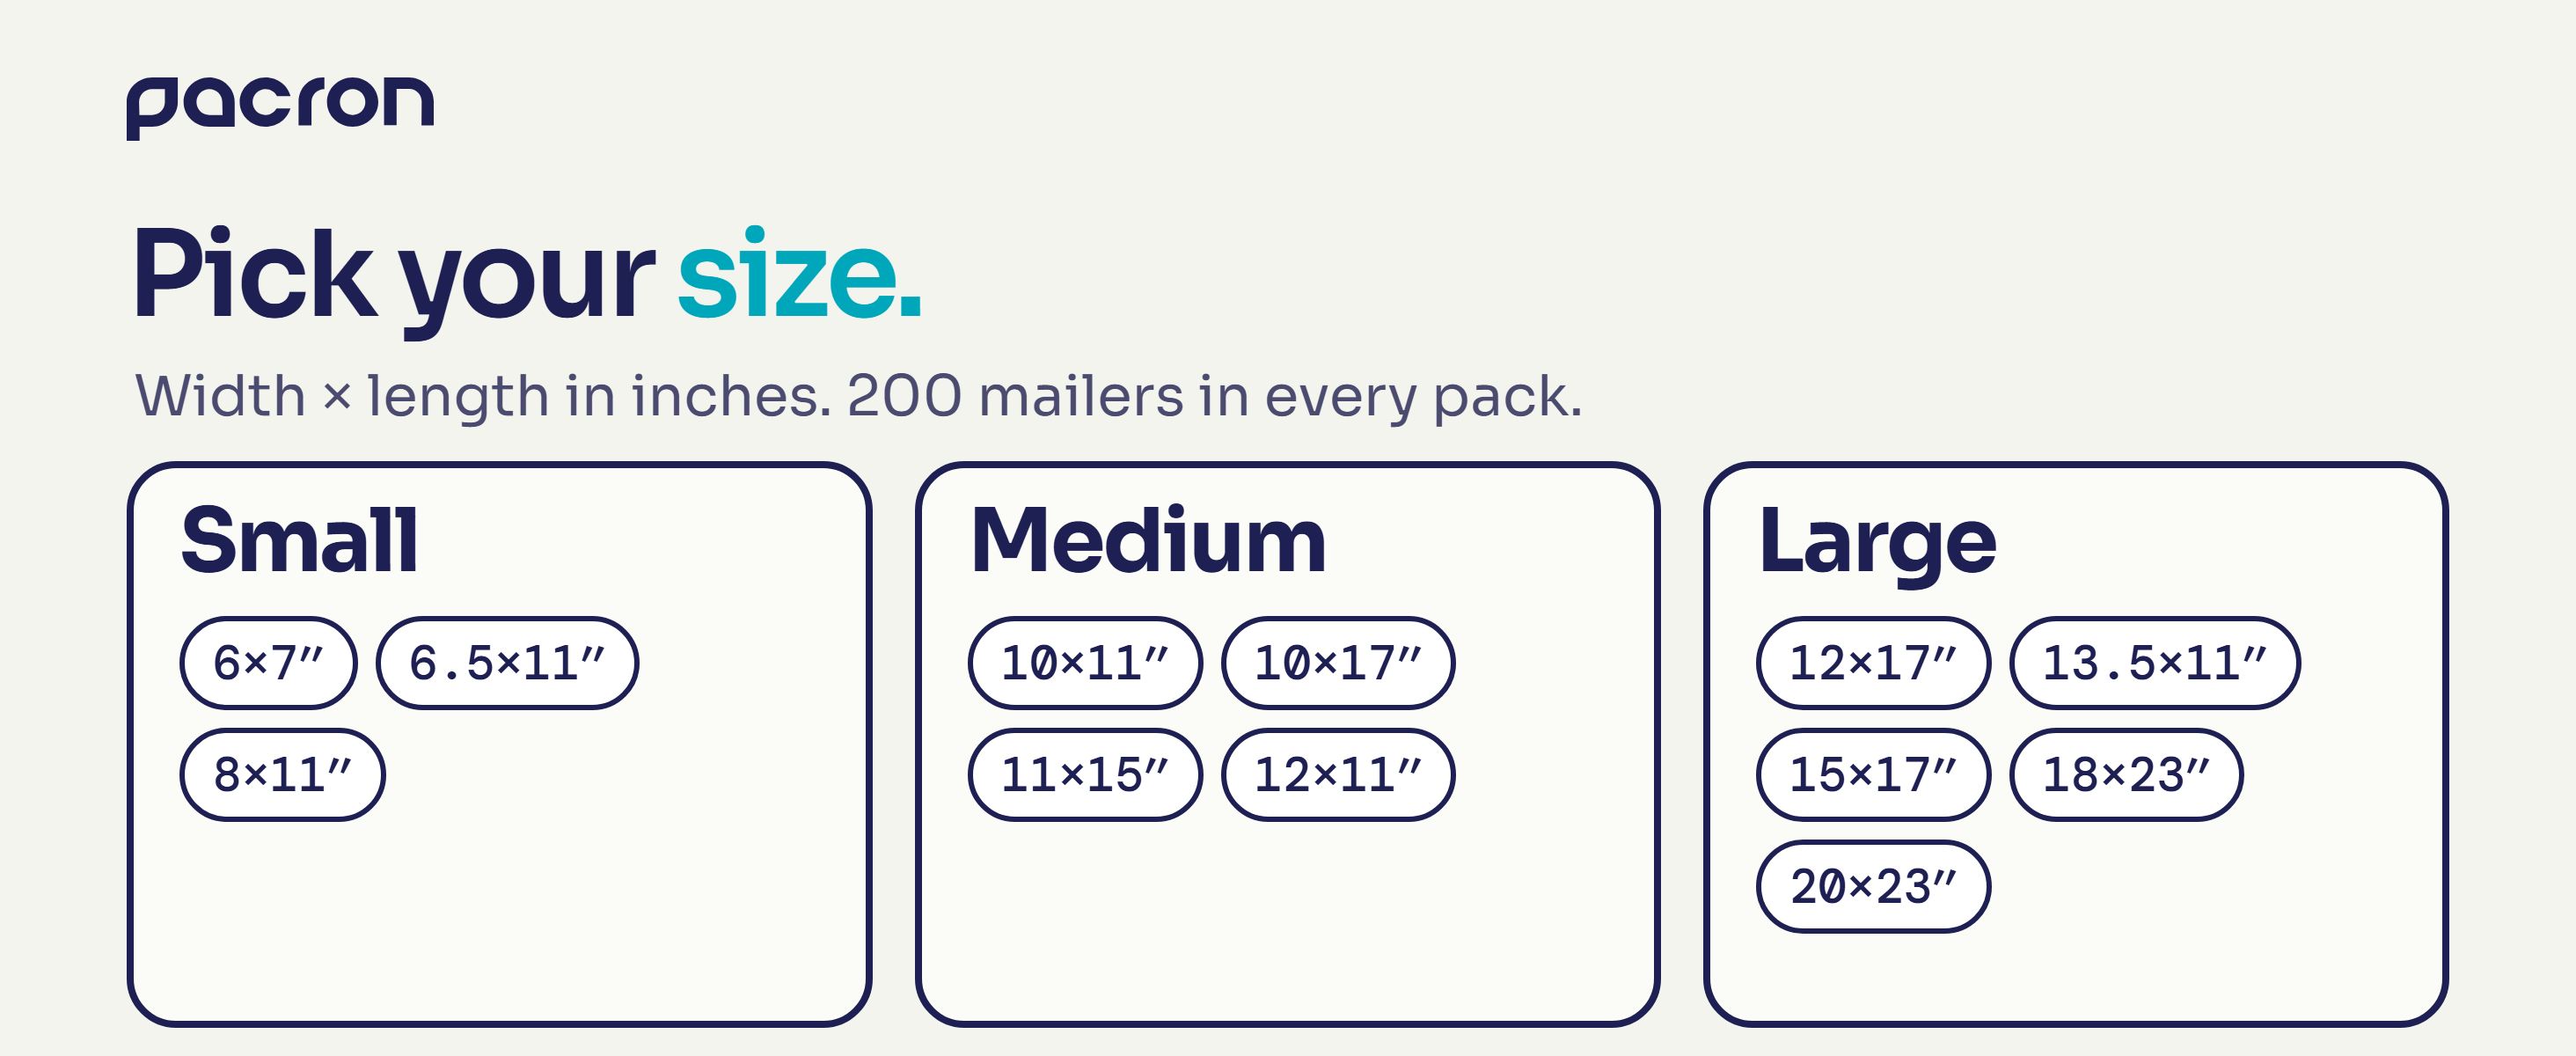 pacron
Pick your size.
Width × length in inches. 200 mailers in every pack.
Small
6×7″ 6.5×11″
8×11″
Medium
10×11″ 10×17″
11×15″ 12×11″
Large
12×17″ 13.5×11″
15×17″ 18×23″
20×23″